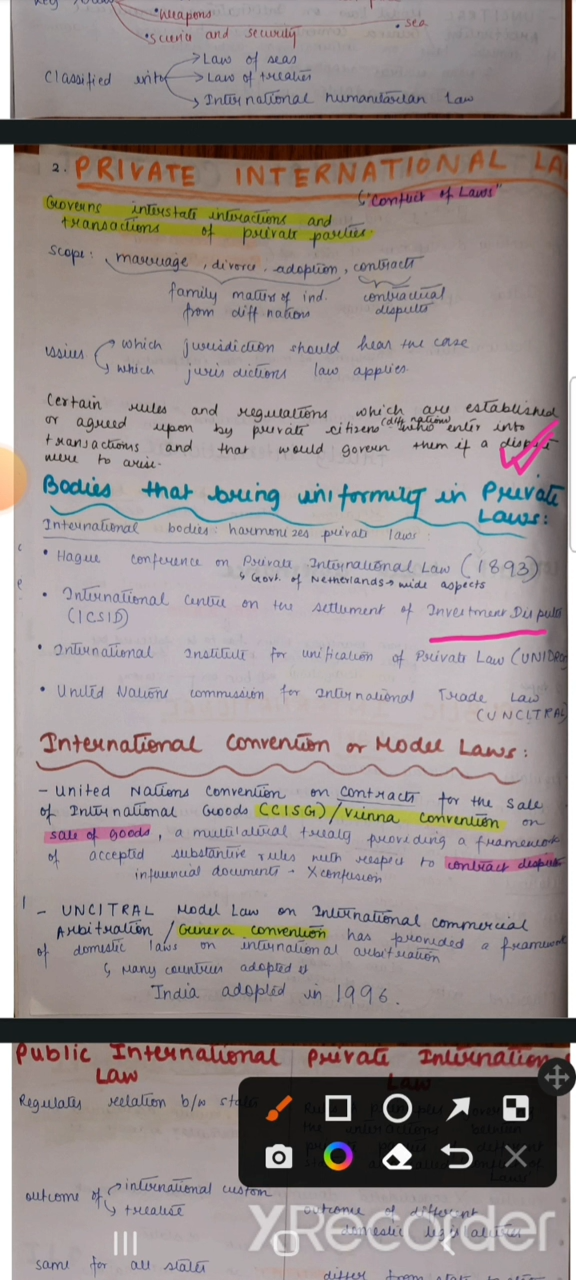 • weapons
• sea
• science and security
Classified into
Law of seas
Law of treaties
International humanitarian law
2. PRIVATE INTERNATIONAL LA
"Conflict of Laws"
Governs interstate interactions and
transactions of private parties.
scope: marriage, divorce, adoption, contracts
family matters of ind. contractual
from diff nations disputes
issues which jurisdiction should hear the case
which jurisdictions law applies
Certain rules and regulations which are established
or agreed upon by private citizens (diff nations) who enter into
transactions and that would govern them if a dispute
were to arise.
Bodies that bring uniformity in Private
Laws:
International bodies: harmonizes private laws
• Hague conference on Private International Law (1893)
Govt. of Netherlands → wide aspects
• International Centre on the settlement of Investment Dispute
(ICSID)
• International Institute for unification of Private Law (UNIDRO
• United Nations commission for International Trade Law
(UNCITRAL
International Convention or Model Laws:
- United Nations Convention on contracts for the sale
of International Goods (CISG) / Vienna convention on
sale of goods, a multilateral treaty providing a framework
of accepted substantive rules with respect to contract dispute
influencial documents - X confusion
- UNCITRAL Model Law on International commercial
Arbitration / Geneva convention has provided a framework
of domestic laws on international arbitration
Many countries adopted it
India adopted in 1996.
Public International Private International
Law Law
Regulates relation b/w state
outcome of international custom
treatise
outcome of different
domestic legislatures
same for all states
differ from state
XRecorder